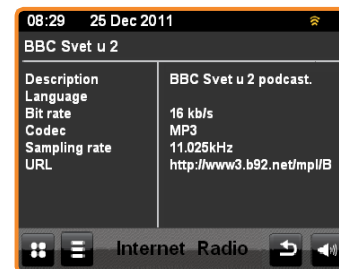 08:29 25 Dec 2011
BBC Svet u 2
Description BBC Svet u 2 podcast.
Language
Bit rate 16 kb/s
Codec MP3
Sampling rate 11.025kHz
URL http://www3.b92.net/mpl/B
Internet Radio